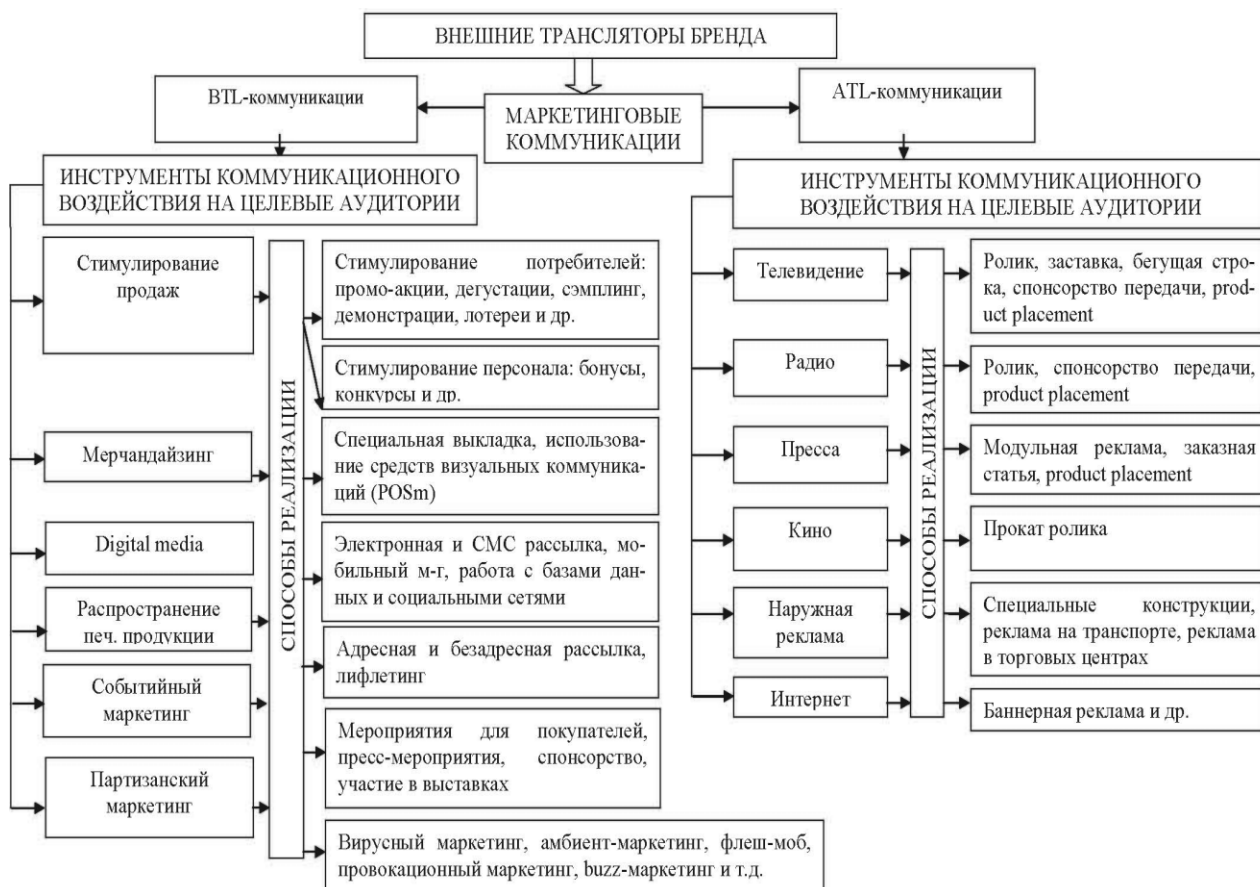 ВНЕШНИЕ ТРАНСЛЯТОРЫ БРЕНДА
BTL-коммуникации
МАРКЕТИНГОВЫЕ
КОММУНИКАЦИИ
ATL-коммуникации
ИНСТРУМЕНТЫ КОММУНИКАЦИОННОГО
ВОЗДЕЙСТВИЯ НА ЦЕЛЕВЫЕ АУДИТОРИИ
Стимулирование
продаж
Мерчандайзинг
Digital media
Распространение
печ. продукции
Событийный
маркетинг
Партизанский
маркетинг
СПОСОБЫ РЕАЛИЗАЦИИ
Стимулирование потребителей:
промо-акции, дегустации, сэмплинг,
демонстрации, лотереи и др.
Стимулирование персонала: бонусы,
конкурсы и др.
Специальная выкладка, использова-
ние средств визуальных коммуника-
ций (POSm)
Электронная и СМС рассылка, мо-
бильный м-г, работа с базами дан-
ных и социальными сетями
Адресная и безадресная рассылка,
лифлетинг
Мероприятия для покупателей,
пресс-мероприятия, спонсорство,
участие в выставках
Вирусный маркетинг, амбиент-маркетинг, флеш-моб,
провокационный маркетинг, buzz-маркетинг и т.д.
ИНСТРУМЕНТЫ КОММУНИКАЦИОННОГО
ВОЗДЕЙСТВИЯ НА ЦЕЛЕВЫЕ АУДИТОРИИ
Телевидение
Радио
Пресса
Кино
Наружная
реклама
Интернет
СПОСОБЫ РЕАЛИЗАЦИИ
Ролик, заставка, бегущая стро-
ка, спонсорство передачи, prod-
uct placement
Ролик, спонсорство передачи,
product placement
Модульная реклама, заказная
статья, product placement
Прокат ролика
Специальные конструкции,
реклама на транспорте, реклама
в торговых центрах
Баннерная реклама и др.